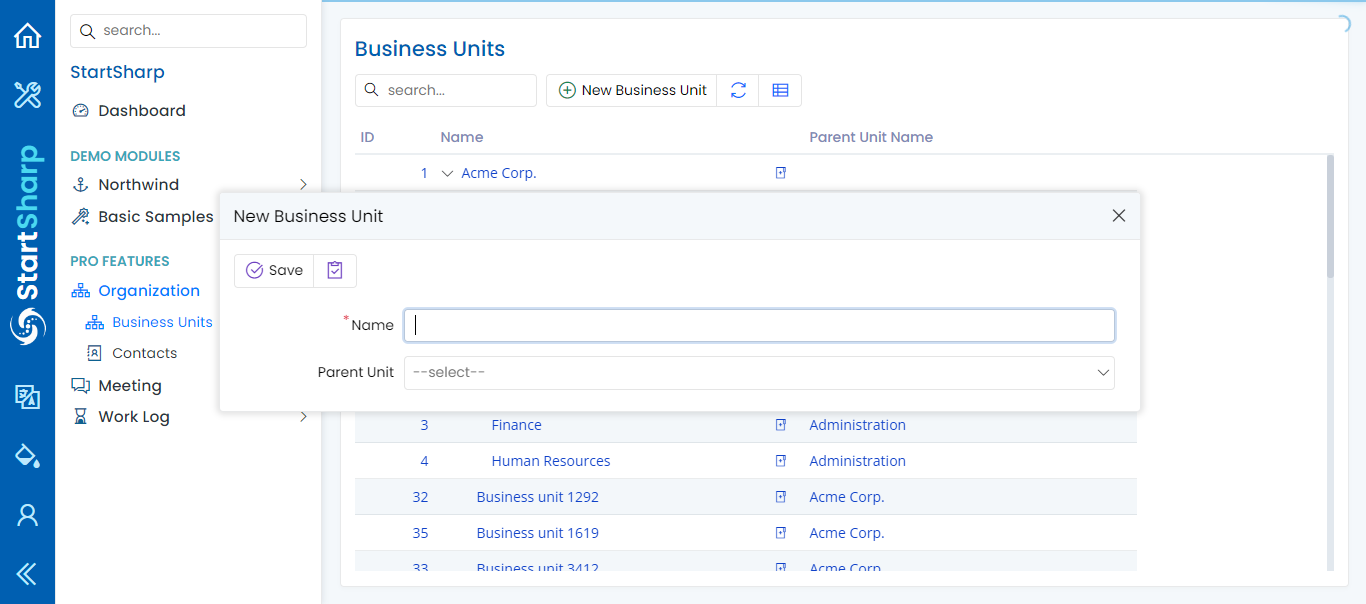 search...
StartSharp
Dashboard
DEMO MODULES
Northwind
Basic Samples
PRO FEATURES
Organization
Business Units
Contacts
Meeting
Work Log
StartSharp
Business Units
search...
New Business Unit
ID Name Parent Unit Name
1 Acme Corp.
New Business Unit
Save
*Name
Parent Unit --select--
3 Finance Administration
4 Human Resources Administration
32 Business unit 1292 Acme Corp.
35 Business unit 1619 Acme Corp.
33 Business unit 3412 Acme Corp.